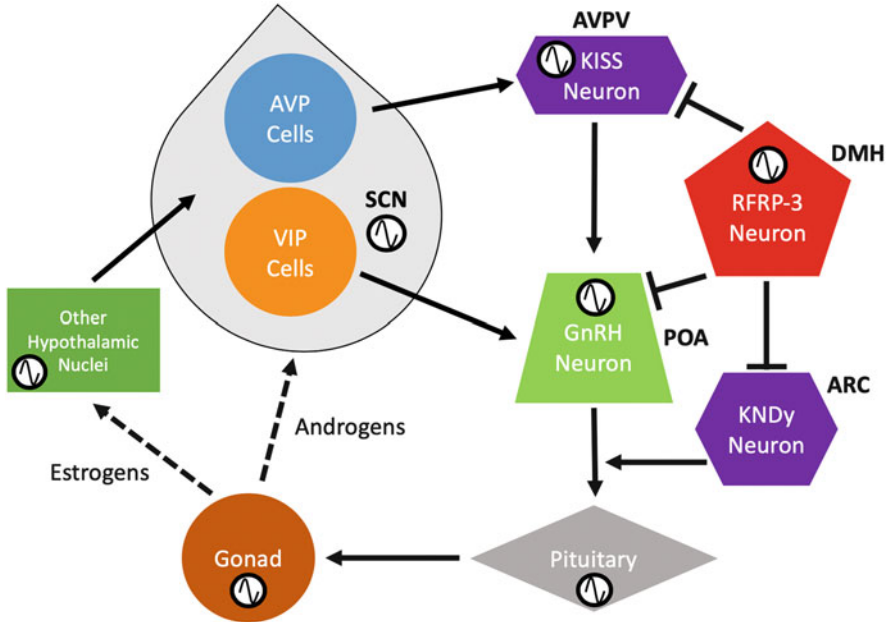 AVPV
KISS
Neuron
AVP
Cells
DMH
RFRP-3
Neuron
SCN
VIP
Cells
GnRH
Neuron
POA
Other
Hypothalamic
Nuclei
ARC
KNDy
Neuron
Androgens
Estrogens
Gonad
Pituitary